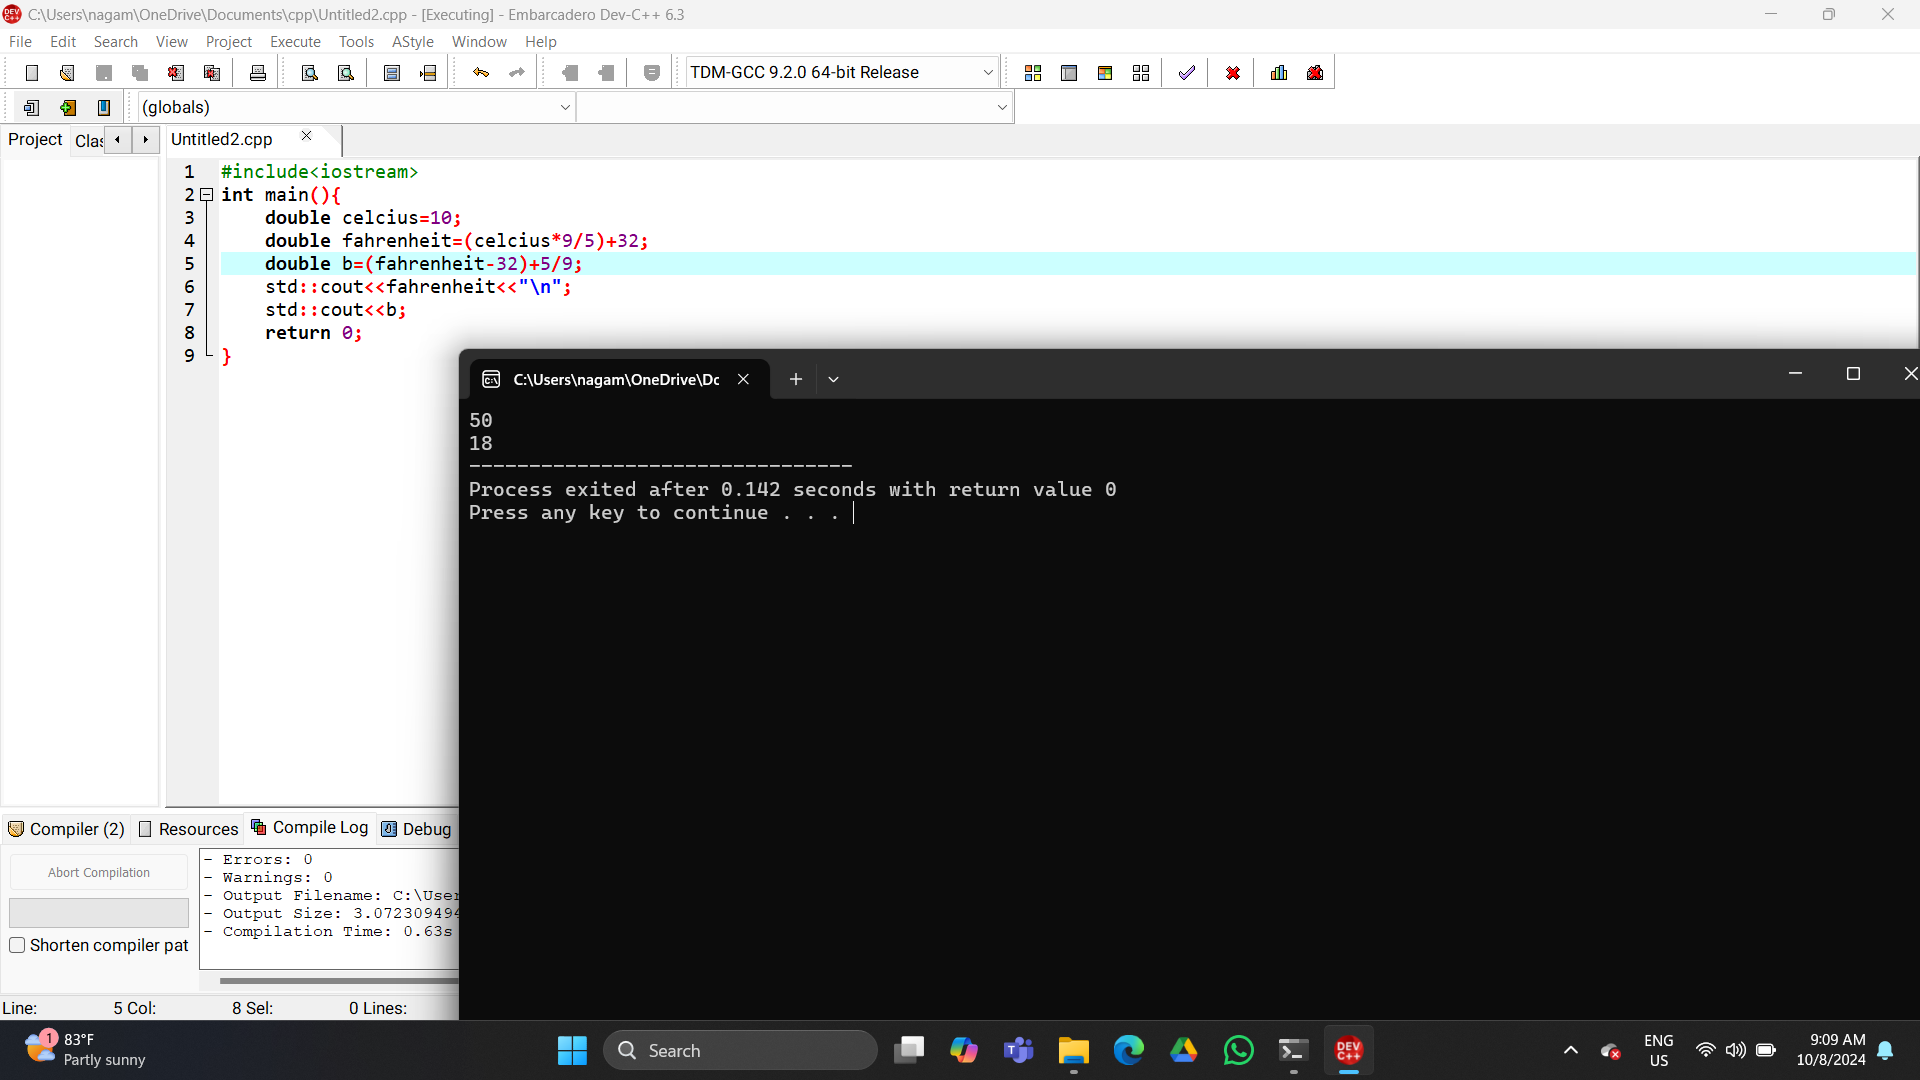 C:\Users\nagam\OneDrive\Documents\cpp\Untitled2.cpp - [Executing] - Embarcadero Dev-C++ 6.3
File Edit Search View Project Execute Tools AStyle Window Help
TDM-GCC 9.2.0 64-bit Release
(globals)
Project Clas Untitled2.cpp
1 #include<iostream>
2 int main(){
3 double celcius=10;
4 double fahrenheit=(celcius*9/5)+32;
5 double b=(fahrenheit-32)+5/9;
6 std::cout<<fahrenheit<<"\n";
7 std::cout<<b;
8 return 0;
9 }
C:\Users\nagam\OneDrive\Dc
50
18
--------------------------------
Process exited after 0.142 seconds with return value 0
Press any key to continue . . .
Compiler (2) Resources Compile Log Debug
Abort Compilation
Shorten compiler pat
- Errors: 0
- Warnings: 0
- Output Filename: C:\User
- Output Size: 3.072309494
- Compilation Time: 0.63s
Line: 5 Col: 8 Sel: 0 Lines:
1
83°F
Partly sunny
Search
DEV C++
ENG
US
9:09 AM
10/8/2024